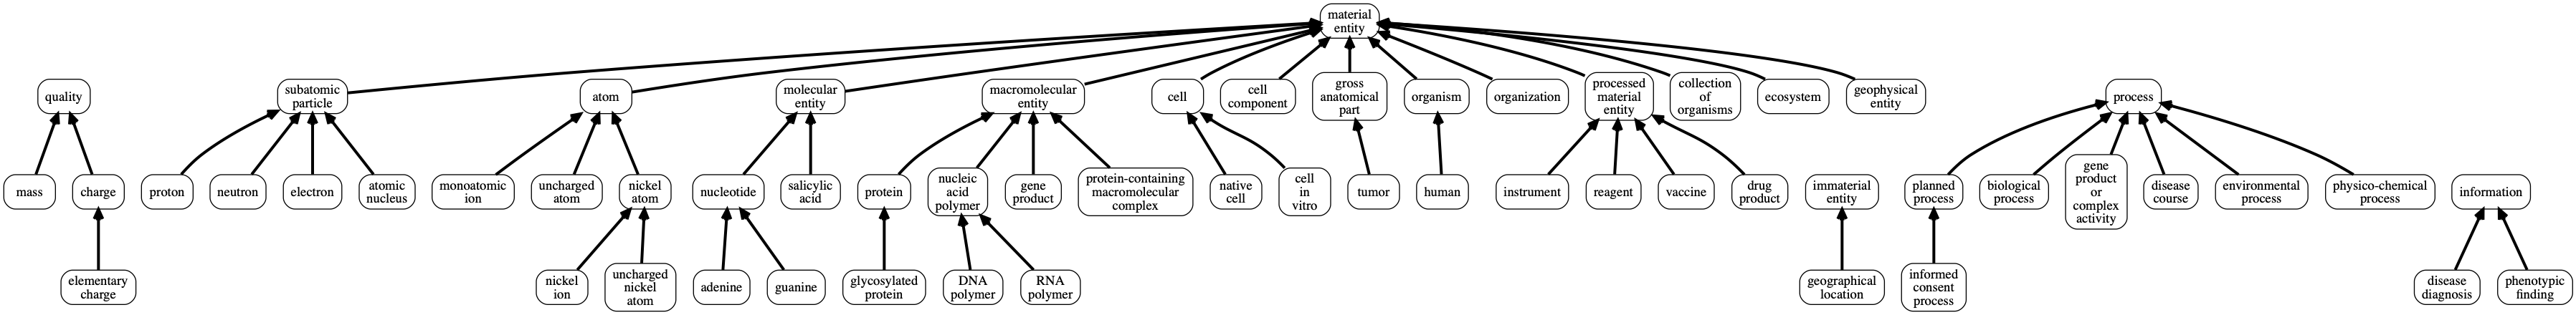 material
entity
quality
subatomic
particle
atom
molecular
entity
macromolecular
entity
cell
cell
component
gross
anatomical
part
organism
organization
processed
material
entity
collection
of
organisms
ecosystem
geophysical
entity
process
mass
charge
proton
neutron
electron
atomic
nucleus
monoatomic
ion
uncharged
atom
nickel
atom
nucleotide
salicylic
acid
protein
nucleic
acid
polymer
gene
product
protein-containing
macromolecular
complex
native
cell
cell
in
vitro
tumor
human
instrument
reagent
vaccine
drug
product
immaterial
entity
planned
process
biological
process
gene
product
or
complex
activity
disease
course
environmental
process
physico-chemical
process
information
elementary
charge
nickel
ion
uncharged
nickel
atom
adenine
guanine
glycosylated
protein
DNA
polymer
RNA
polymer
geographical
location
informed
consent
process
disease
diagnosis
phenotypic
finding